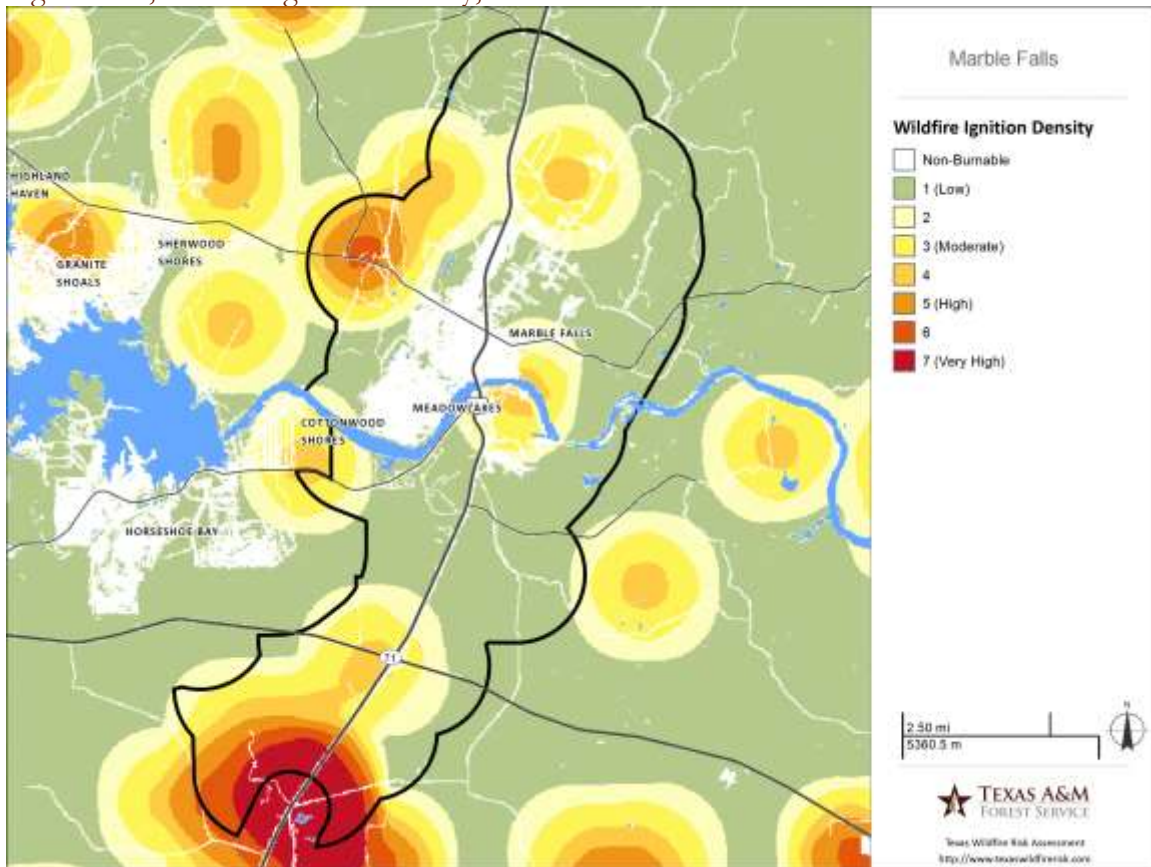 Marble Falls
Wildfire Ignition Density
Non-Burnable
1 (Low)
2
3 (Moderate)
4
5 (High)
6
7 (Very High)
HIGHLAND
HAVEN
SHERWOOD
SHORES
GRANITE
SHOALS
MARBLE FALLS
MEADOWLAKES
COTTONWOOD
SHORES
HORSESHOE BAY
71
2.50 mi
5360.5 m
N
TEXAS A&M
FOREST SERVICE
Texas Wildfire Risk Assessment
http://www.texaswildfirerisk.com